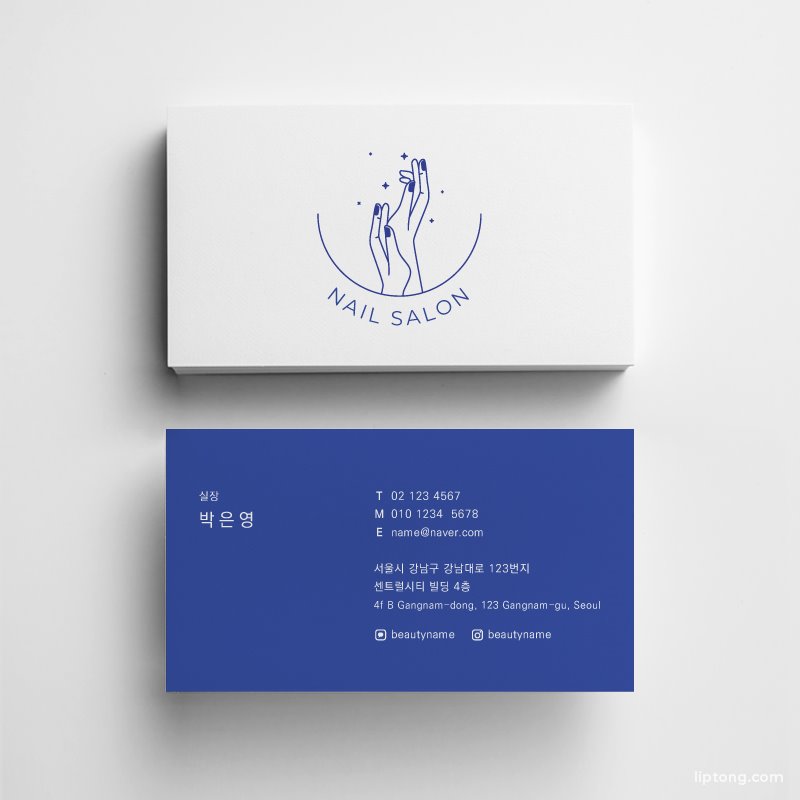 NAIL SALON
실장
박은영
T 02 123 4567
M 010 1234 5678
E name@naver.com
서울시 강남구 강남대로 123번지
센트럴시티 빌딩 4층
4f B Gangnam-dong, 123 Gangnam-gu, Seoul
beautyname beautyname
liptong.com